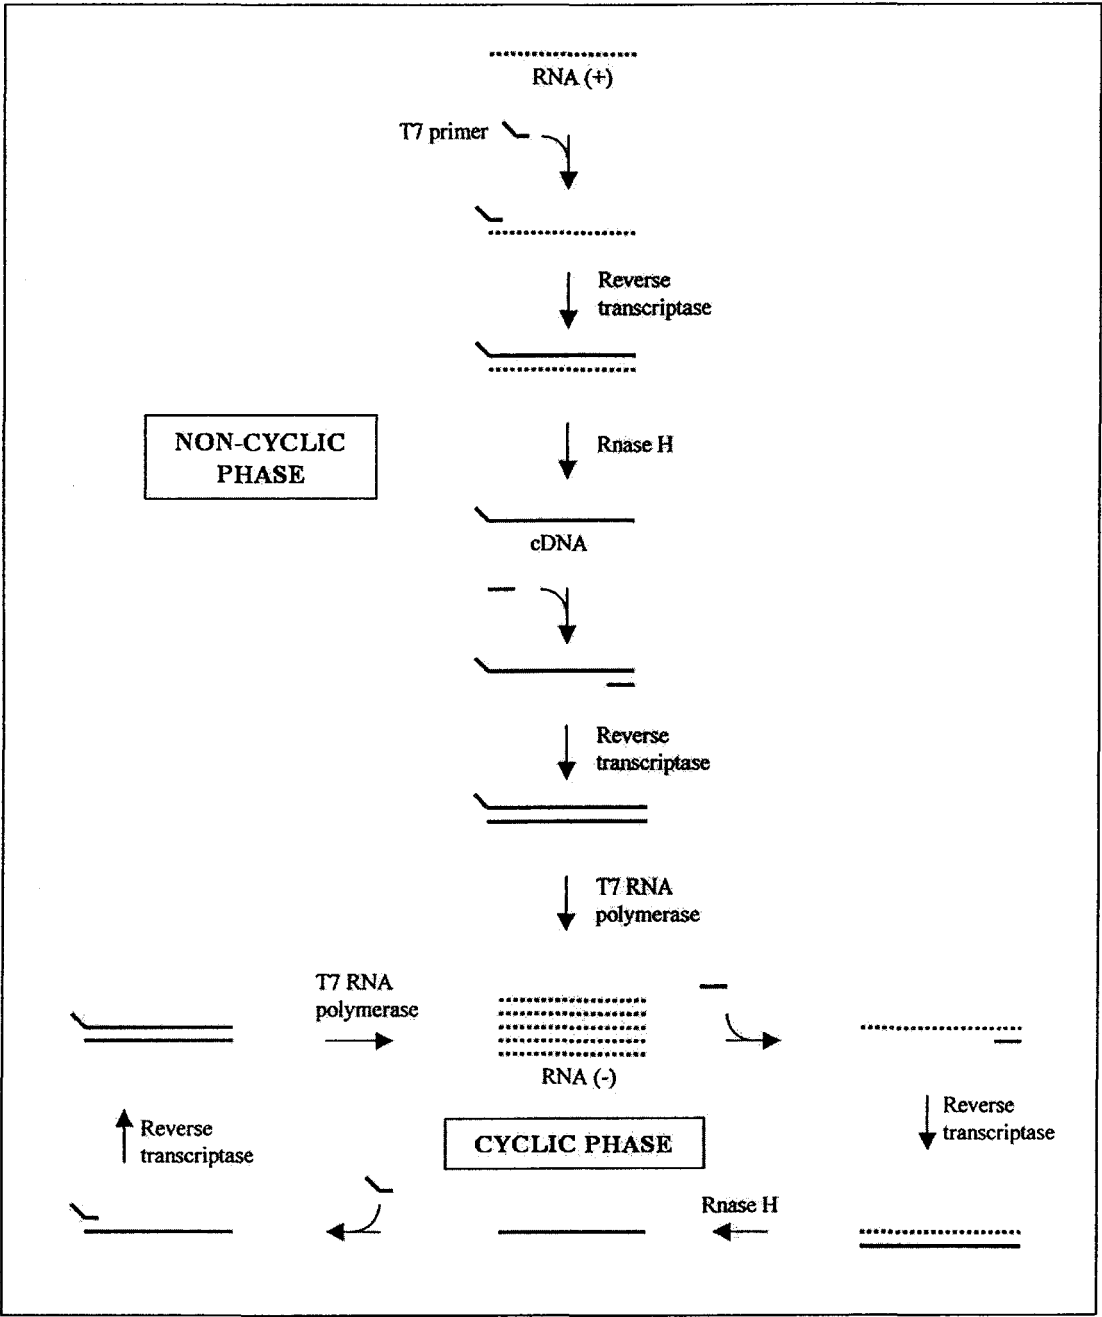 RNA (+)
T7 primer
Reverse
transcriptase
Rnase H
NON-CYCLIC
PHASE
cDNA
Reverse
transcriptase
T7 RNA
polymerase
T7 RNA
polymerase
RNA (-)
Reverse
transcriptase
CYCLIC PHASE
Reverse
transcriptase
Rnase H